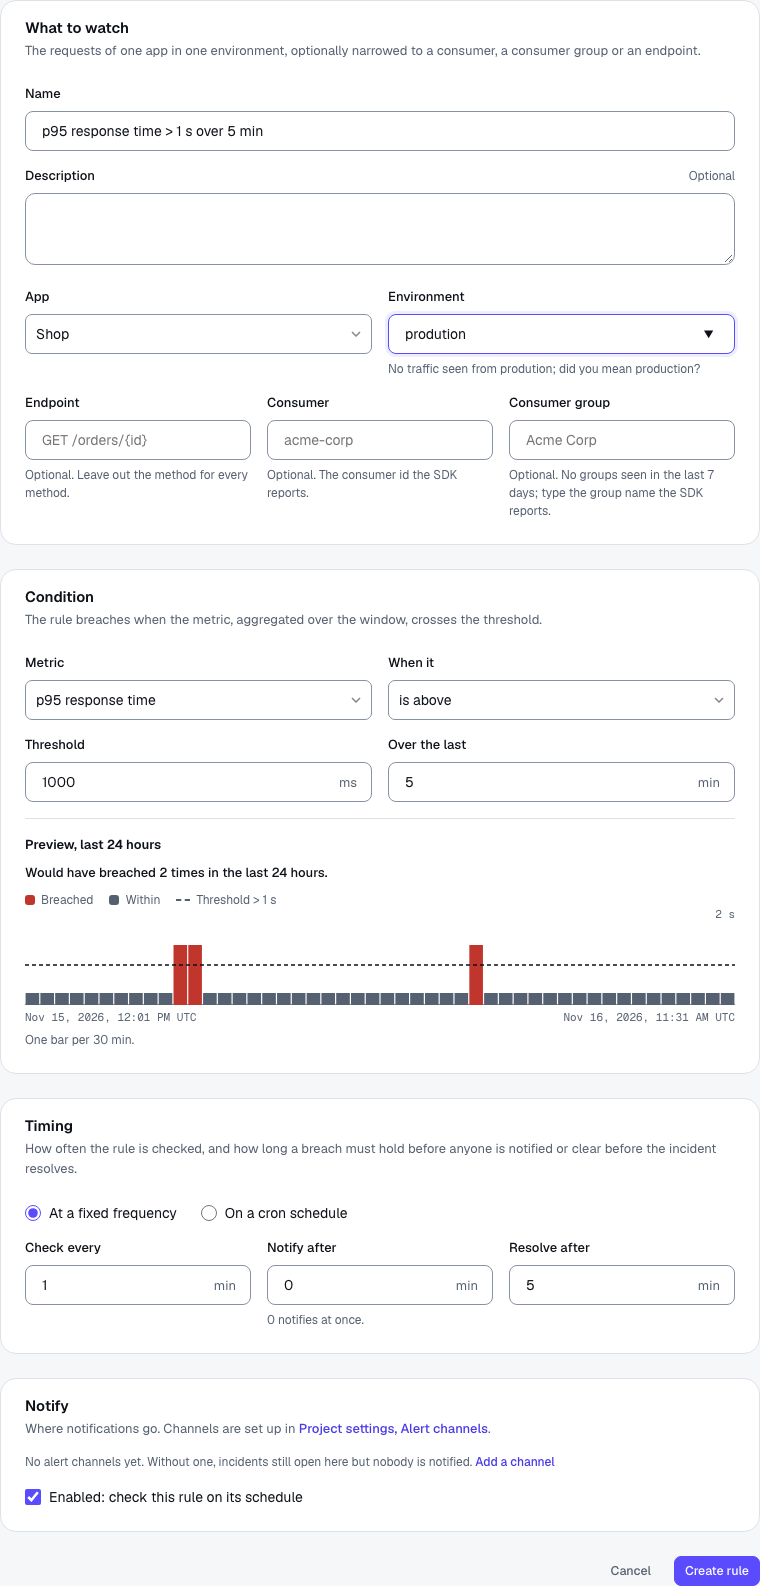 What to watch
The requests of one app in one environment, optionally narrowed to a consumer, a consumer group or an endpoint.
Name
p95 response time > 1 s over 5 min
Description
Optional
App
Environment
Shop
prodution
No traffic seen from prodution; did you mean production?
Endpoint
Consumer
Consumer group
GET /orders/{id}
acme-corp
Acme Corp
Optional. Leave out the method for every
method.
Optional. The consumer id the SDK
reports.
Optional. No groups seen in the last 7
days; type the group name the SDK
reports.
Condition
The rule breaches when the metric, aggregated over the window, crosses the threshold.
Metric
When it
p95 response time
is above
Threshold
Over the last
1000 ms
5 min
Preview, last 24 hours
Would have breached 2 times in the last 24 hours.
Breached
Within
Threshold > 1 s
2 s
Nov 15, 2026, 12:01 PM UTC
Nov 16, 2026, 11:31 AM UTC
One bar per 30 min.
Timing
How often the rule is checked, and how long a breach must hold before anyone is notified or clear before the incident
resolves.
At a fixed frequency
On a cron schedule
Check every
Notify after
Resolve after
1 min
0 min
5 min
0 notifies at once.
Notify
Where notifications go. Channels are set up in Project settings, Alert channels.
No alert channels yet. Without one, incidents still open here but nobody is notified. Add a channel
Enabled: check this rule on its schedule
Cancel
Create rule